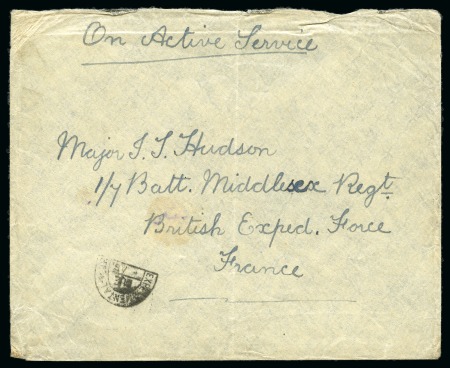 On Active Service
Major I. S. Hudson
1/7 Batt. Middlesex Regt.
British Exped. Force
France